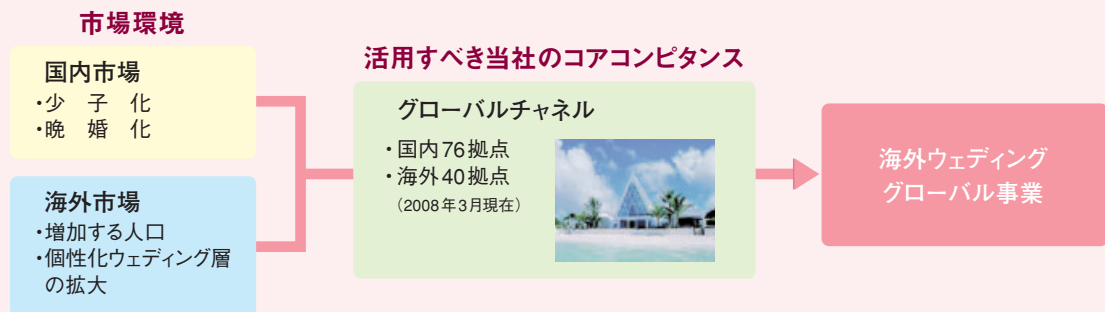 市場環境
国内市場
・少 子 化
・晩 婚 化
海外市場
・増加する人口
・個性化ウェディング層
の拡大
活用すべき当社のコアコンピタンス
グローバルチャネル
・国内76拠点
・海外40拠点
（2008年3月現在）
海外ウェディング
グローバル事業